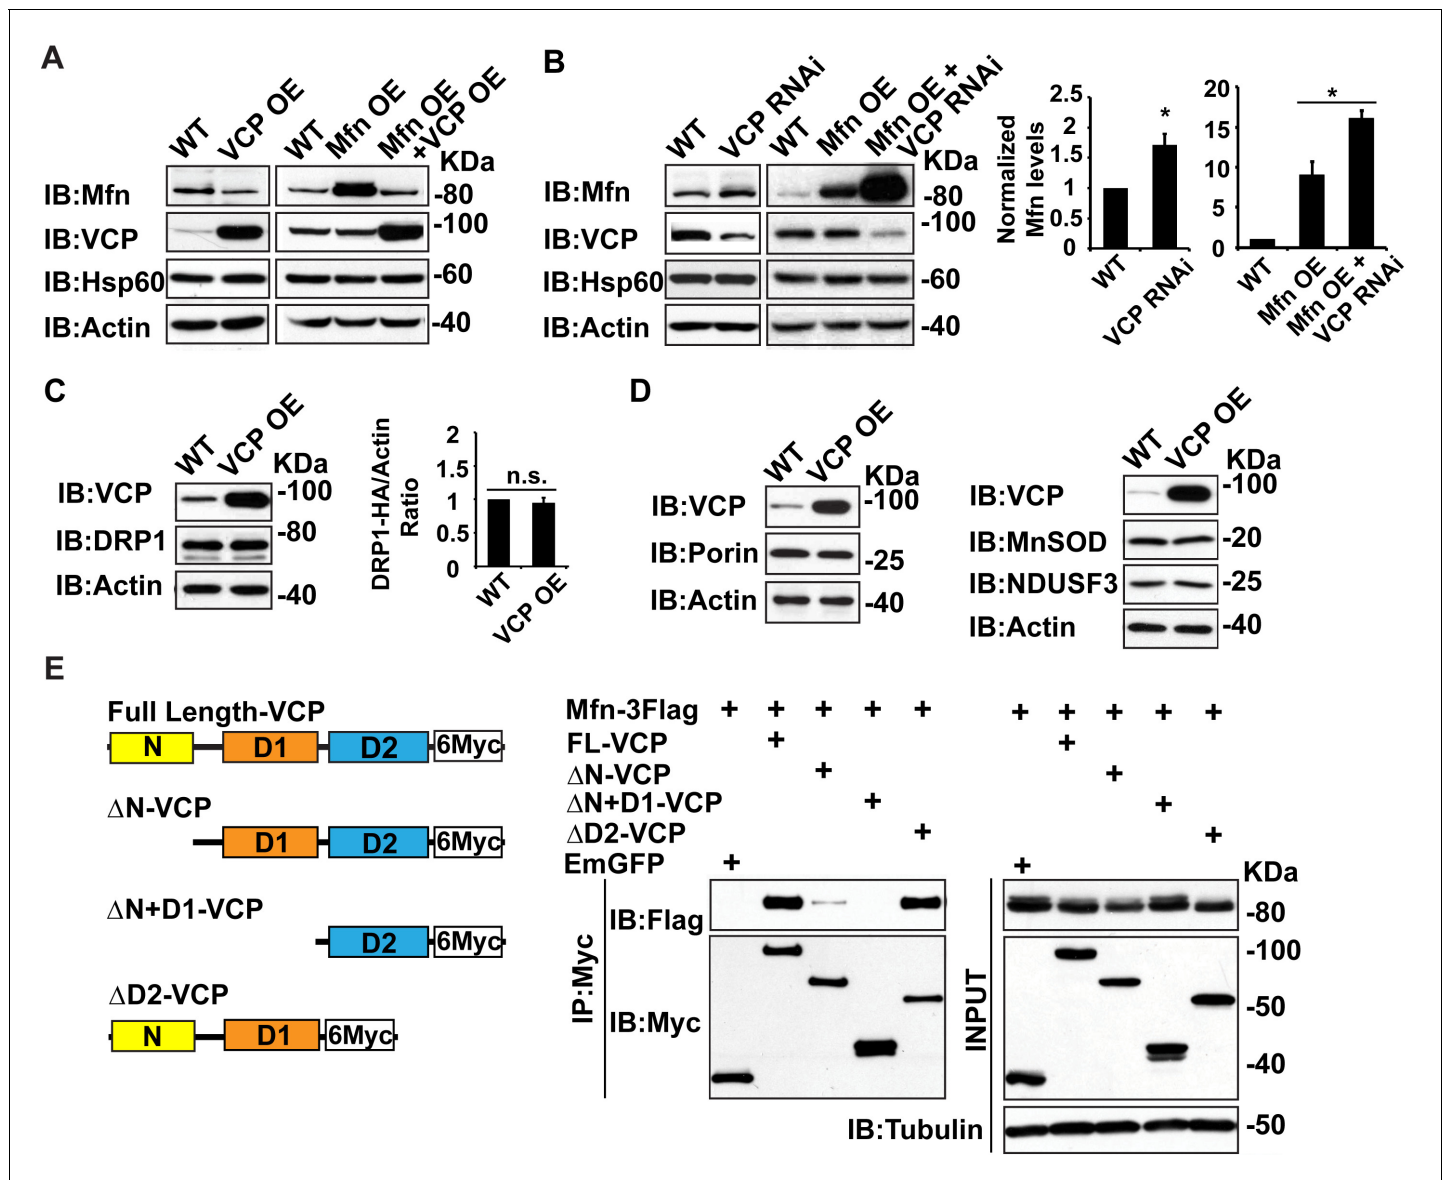 A
WT
VCP OE
WT
Mfn OE
Mfn OE
+VCP OE
KDa
IB:Mfn
-80
IB:VCP
-100
IB:Hsp60
-60
IB:Actin
-40
B
WT
VCP RNAi
WT
Mfn OE
Mfn OE +
VCP RNAi
KDa
IB:Mfn
-80
IB:VCP
-100
IB:Hsp60
-60
IB:Actin
-40
Normalized
Mfn levels
2.5
2
1.5
1
0.5
0
*
WT
VCP RNAi
20
15
10
5
0
*
WT
Mfn OE
Mfn OE +
VCP RNAi
C
WT
VCP OE
KDa
IB:VCP
-100
IB:DRP1
-80
IB:Actin
-40
DRP1-HA/Actin
Ratio
2
1.5
1
0.5
0
n.s.
WT
VCP OE
D
WT
VCP OE
KDa
IB:VCP
-100
IB:Porin
-25
IB:Actin
-40
WT
VCP OE
KDa
IB:VCP
-100
IB:MnSOD
-20
IB:NDUSF3
-25
IB:Actin
-40
E
Full Length-VCP
N D1 D2 6Myc
ΔN-VCP
D1 D2 6Myc
ΔN+D1-VCP
D2 6Myc
ΔD2-VCP
N D1 6Myc
Mfn-3Flag + + + + + + + + + +
FL-VCP + +
ΔN-VCP + +
ΔN+D1-VCP + +
ΔD2-VCP + +
EmGFP + +
KDa
IP:Myc
IB:Flag
IB:Myc
INPUT
-80
-100
-50
-40
IB:Tubulin
-50